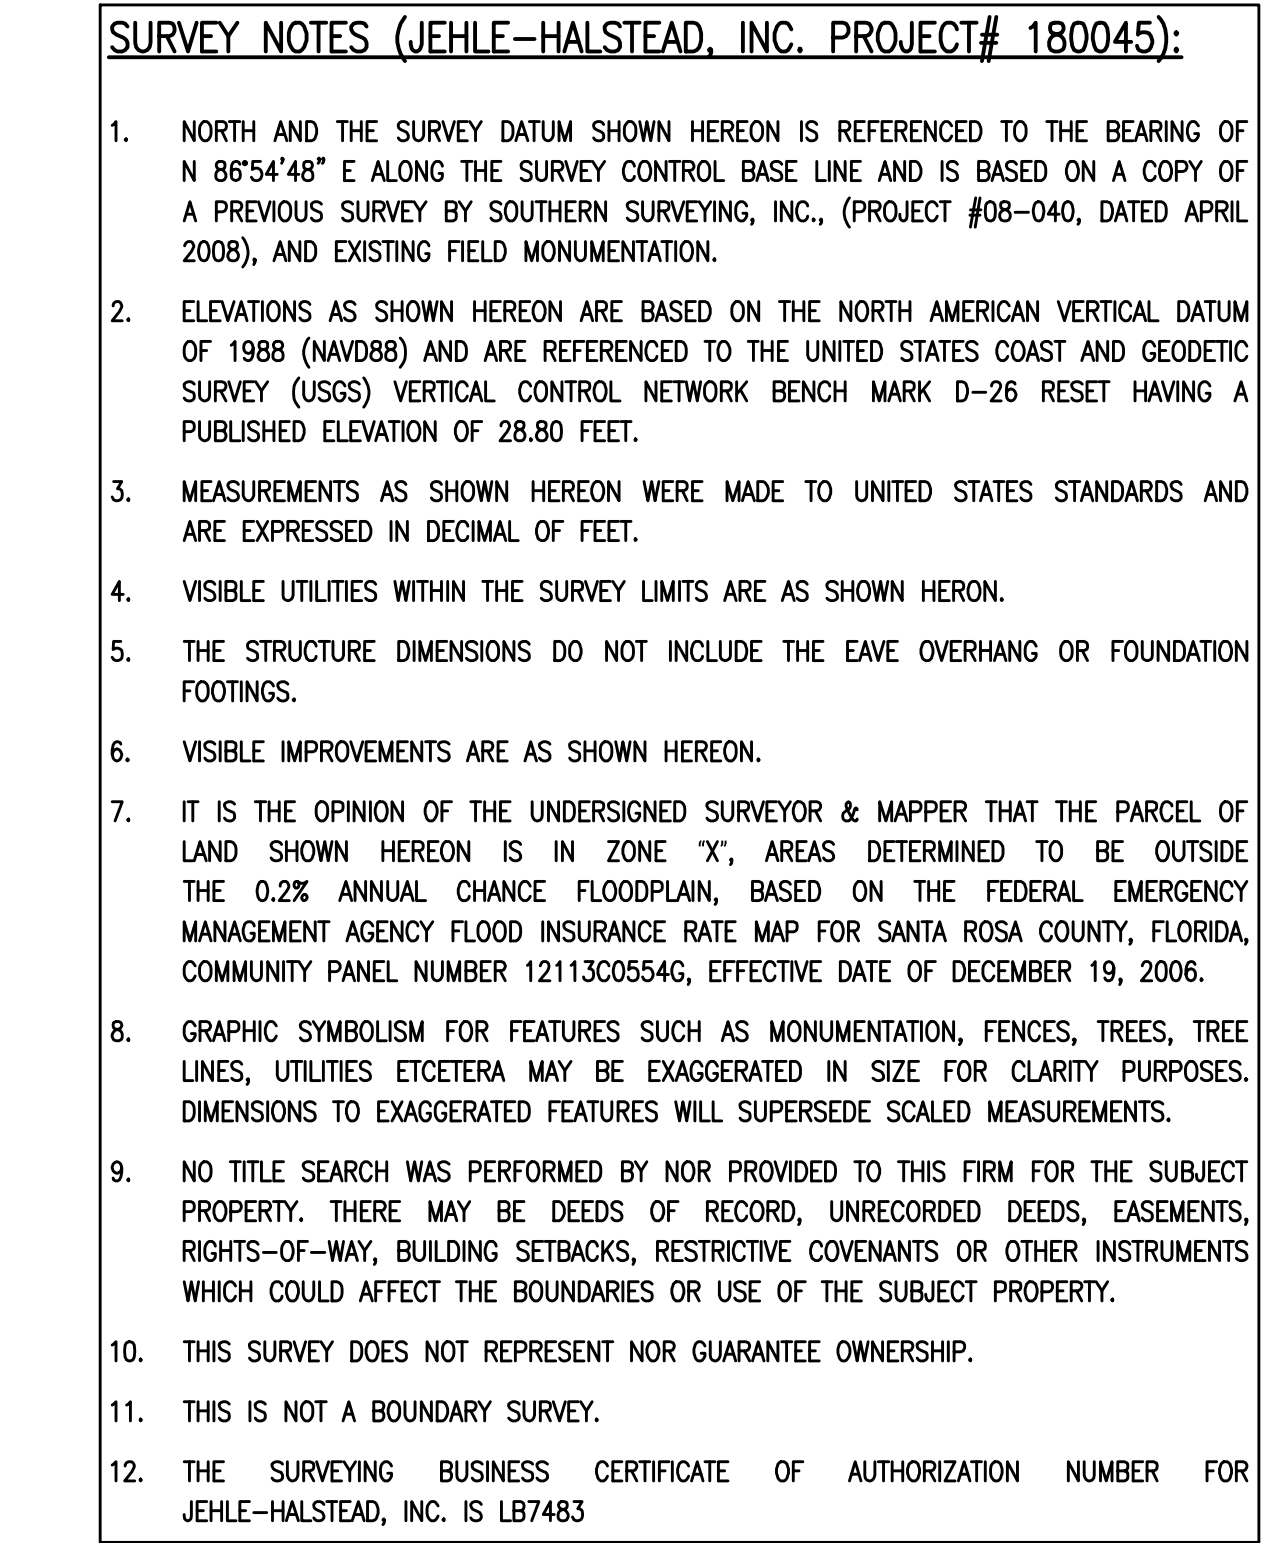 SURVEY NOTES (JEHLE-HALSTEAD, INC. PROJECT# 180045):
1. NORTH AND THE SURVEY DATUM SHOWN HEREON IS REFERENCED TO THE BEARING OF
N 86°54'48" E ALONG THE SURVEY CONTROL BASE LINE AND IS BASED ON A COPY OF
A PREVIOUS SURVEY BY SOUTHERN SURVEYING, INC., (PROJECT #08-040, DATED APRIL
2008), AND EXISTING FIELD MONUMENTATION.
2. ELEVATIONS AS SHOWN HEREON ARE BASED ON THE NORTH AMERICAN VERTICAL DATUM
OF 1988 (NAVD88) AND ARE REFERENCED TO THE UNITED STATES COAST AND GEODETIC
SURVEY (USGS) VERTICAL CONTROL NETWORK BENCH MARK D-26 RESET HAVING A
PUBLISHED ELEVATION OF 28.80 FEET.
3. MEASUREMENTS AS SHOWN HEREON WERE MADE TO UNITED STATES STANDARDS AND
ARE EXPRESSED IN DECIMAL OF FEET.
4. VISIBLE UTILITIES WITHIN THE SURVEY LIMITS ARE AS SHOWN HERON.
5. THE STRUCTURE DIMENSIONS DO NOT INCLUDE THE EAVE OVERHANG OR FOUNDATION
FOOTINGS.
6. VISIBLE IMPROVEMENTS ARE AS SHOWN HEREON.
7. IT IS THE OPINION OF THE UNDERSIGNED SURVEYOR & MAPPER THAT THE PARCEL OF
LAND SHOWN HEREON IS IN ZONE "X", AREAS DETERMINED TO BE OUTSIDE
THE 0.2% ANNUAL CHANCE FLOODPLAIN, BASED ON THE FEDERAL EMERGENCY
MANAGEMENT AGENCY FLOOD INSURANCE RATE MAP FOR SANTA ROSA COUNTY, FLORIDA,
COMMUNITY PANEL NUMBER 12113C0554G, EFFECTIVE DATE OF DECEMBER 19, 2006.
8. GRAPHIC SYMBOLISM FOR FEATURES SUCH AS MONUMENTATION, FENCES, TREES, TREE
LINES, UTILITIES ETCETERA MAY BE EXAGGERATED IN SIZE FOR CLARITY PURPOSES.
DIMENSIONS TO EXAGGERATED FEATURES WILL SUPERSEDE SCALED MEASUREMENTS.
9. NO TITLE SEARCH WAS PERFORMED BY NOR PROVIDED TO THIS FIRM FOR THE SUBJECT
PROPERTY. THERE MAY BE DEEDS OF RECORD, UNRECORDED DEEDS, EASEMENTS,
RIGHTS-OF-WAY, BUILDING SETBACKS, RESTRICTIVE COVENANTS OR OTHER INSTRUMENTS
WHICH COULD AFFECT THE BOUNDARIES OR USE OF THE SUBJECT PROPERTY.
10. THIS SURVEY DOES NOT REPRESENT NOR GUARANTEE OWNERSHIP.
11. THIS IS NOT A BOUNDARY SURVEY.
12. THE SURVEYING BUSINESS CERTIFICATE OF AUTHORIZATION NUMBER FOR
JEHLE-HALSTEAD, INC. IS LB7483